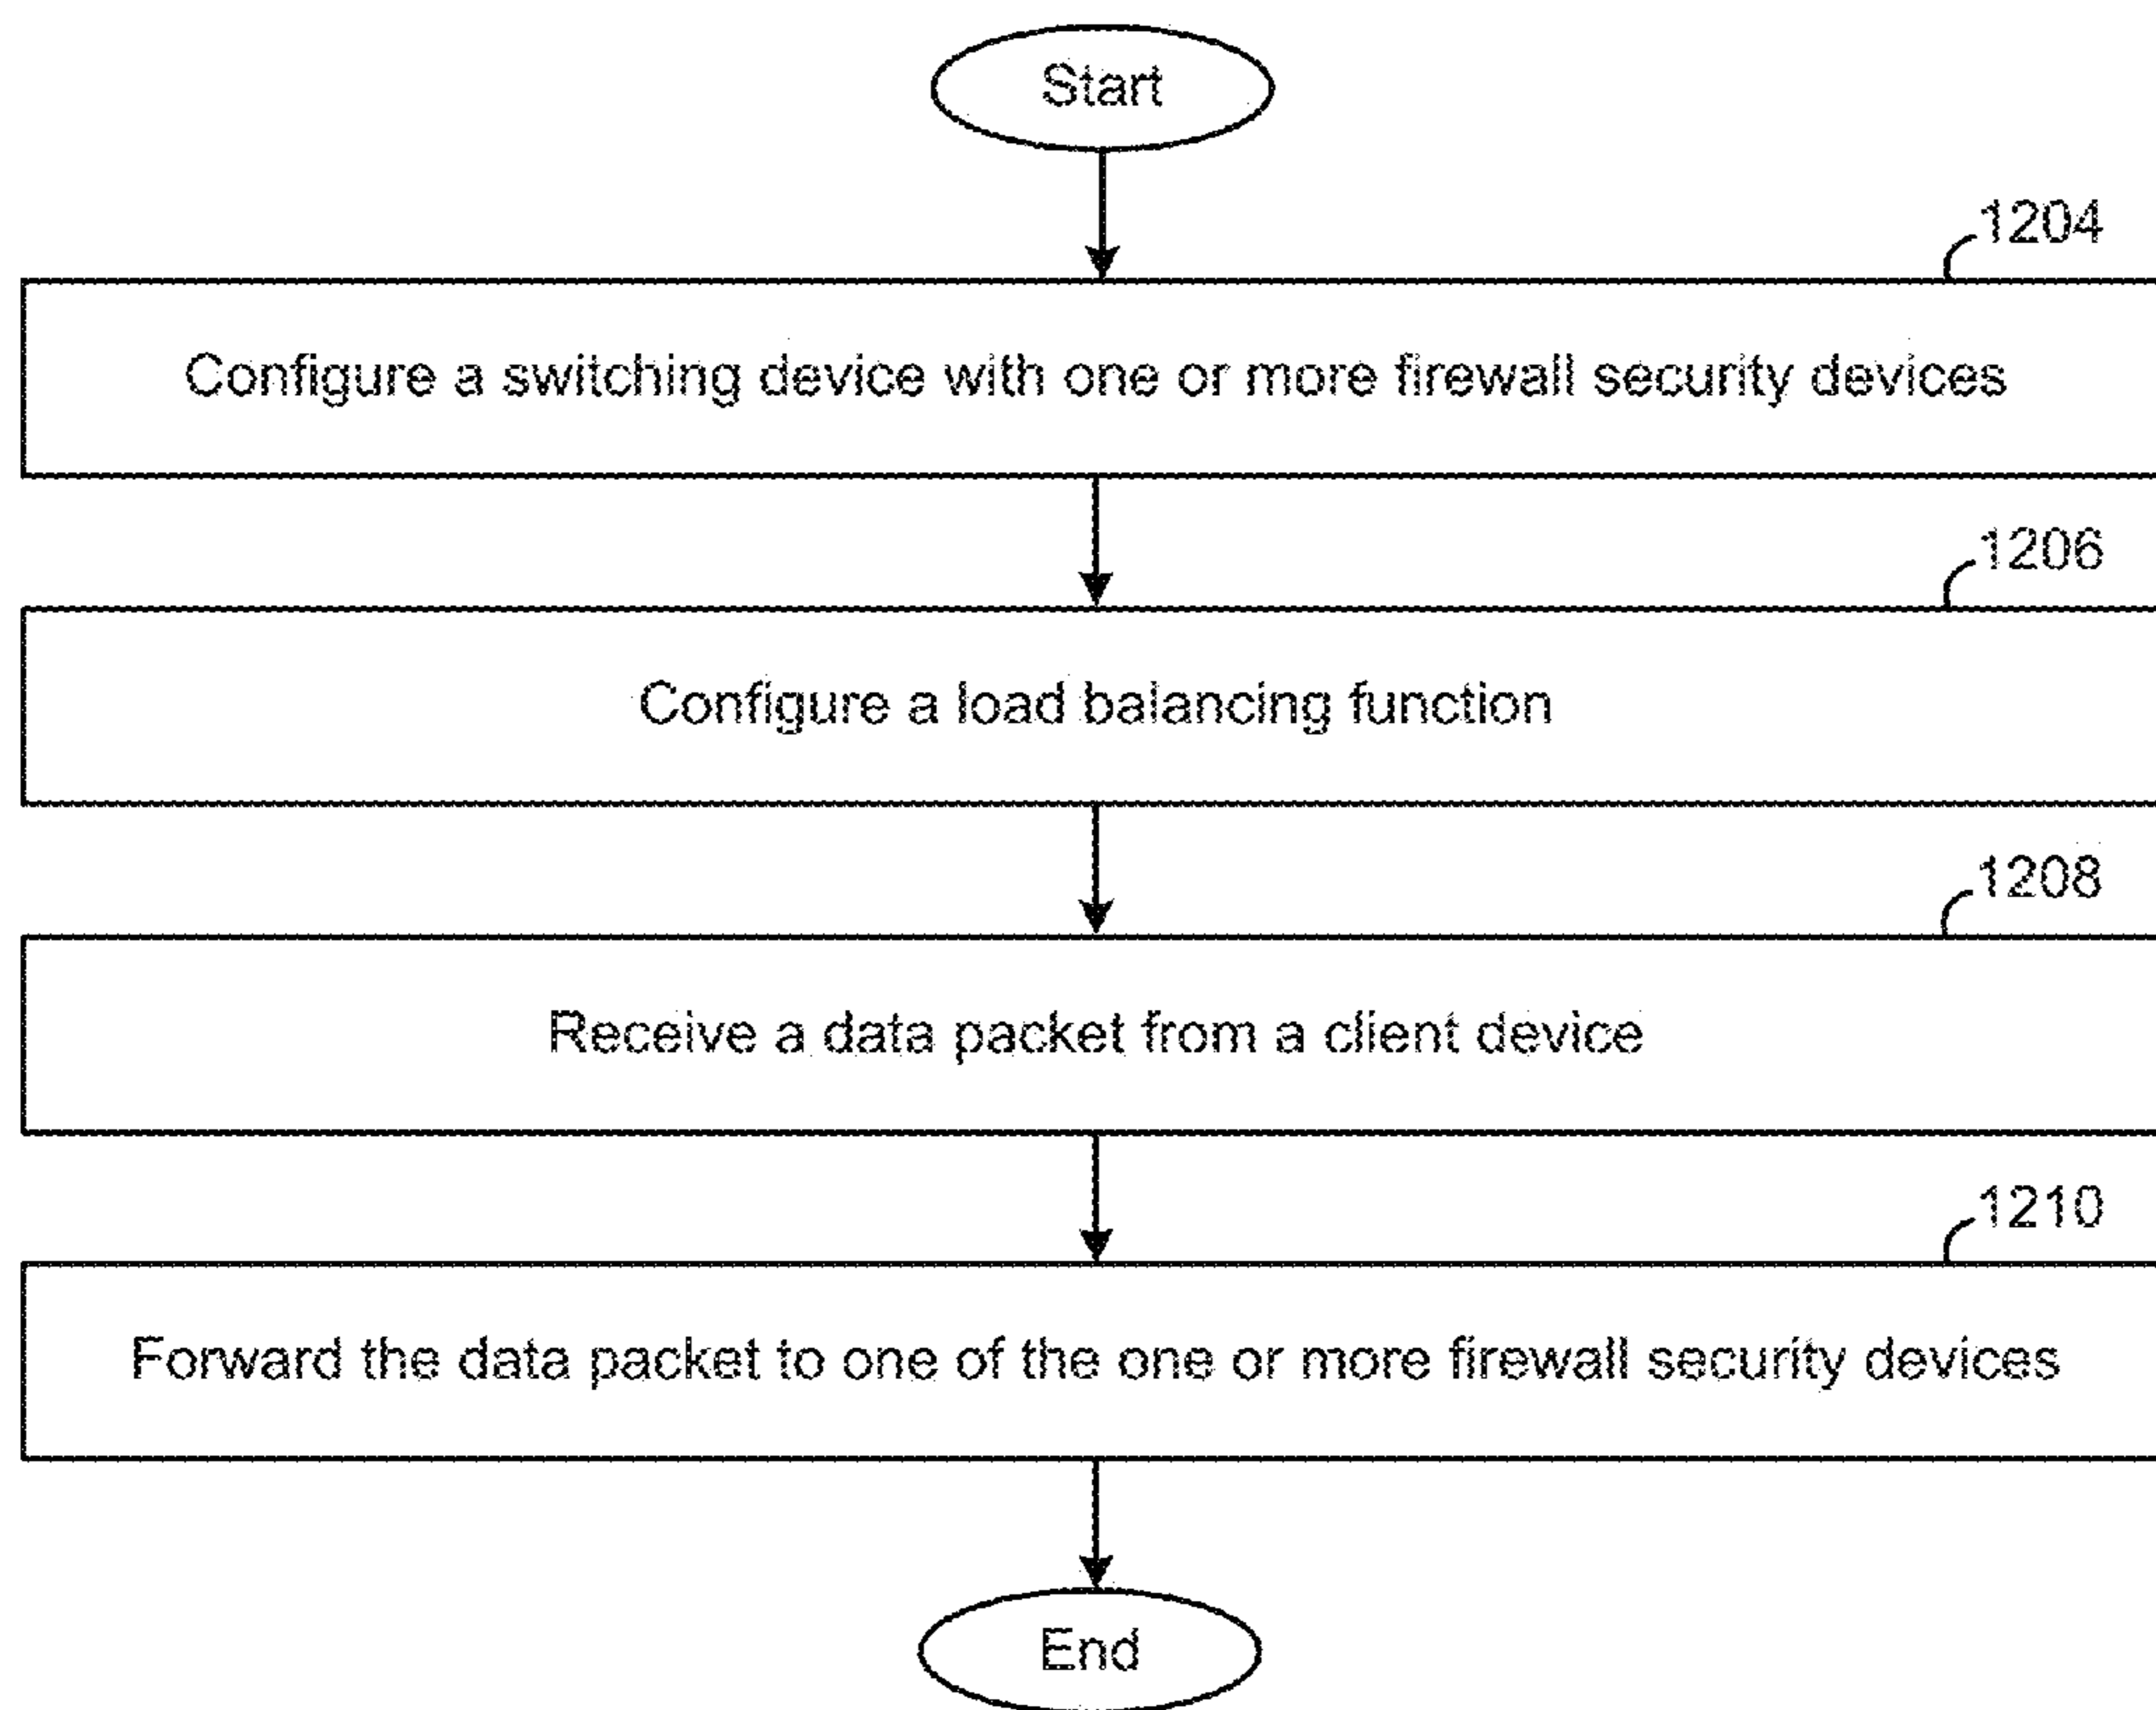 Start
1204
Configure a switching device with one or more firewall security devices
1206
Configure a load balancing function
1208
Receive a data packet from a client device
1210
Forward the data packet to one of the one or more firewall security devices
End